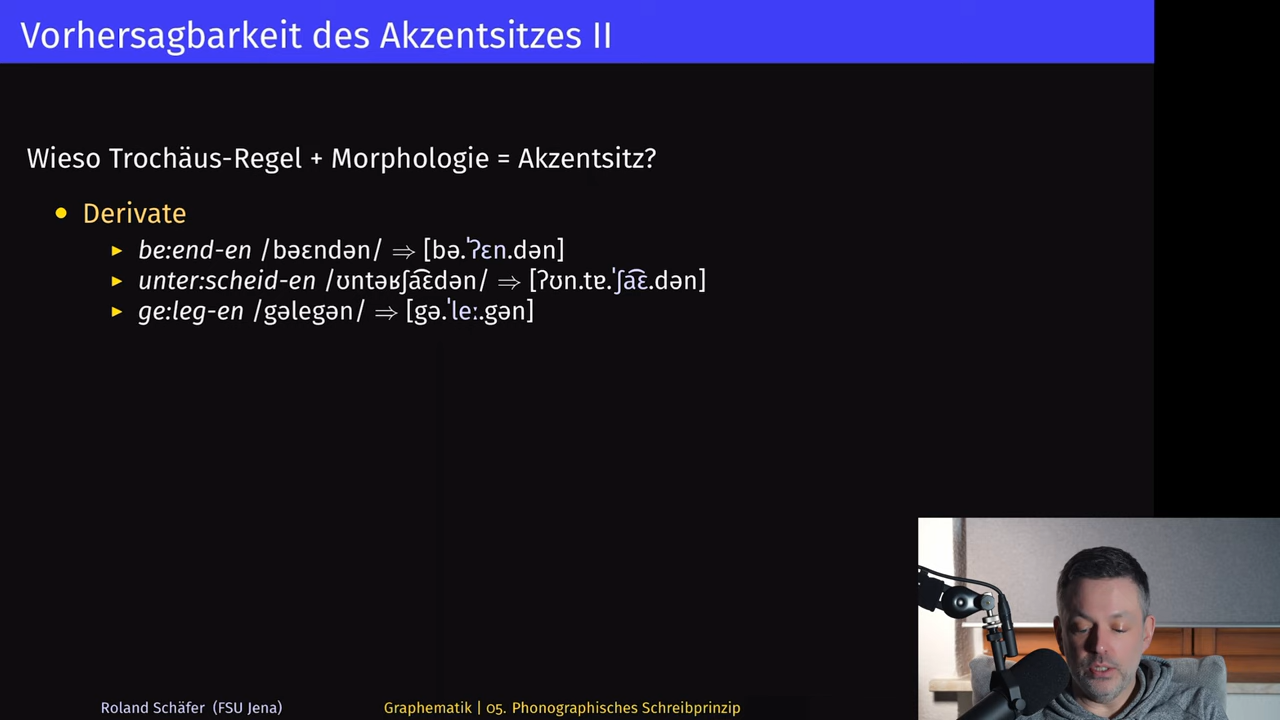 Vorhersagbarkeit des Akzentsitzes II
Wieso Trochäus-Regel + Morphologie = Akzentsitz?
• Derivate
▸ be:end-en /bəɛndən/ ⇒ [bə.ˈʔɛn.dən]
▸ unter:scheid-en /ʊntəʁʃa͡ɛdən/ ⇒ [ʔʊn.tɐ.ˈʃa͡ɛ.dən]
▸ ge:leg-en /gəlegən/ ⇒ [gə.ˈleː.gən]
Roland Schäfer (FSU Jena) Graphematik | 05. Phonographisches Schreibprinzip